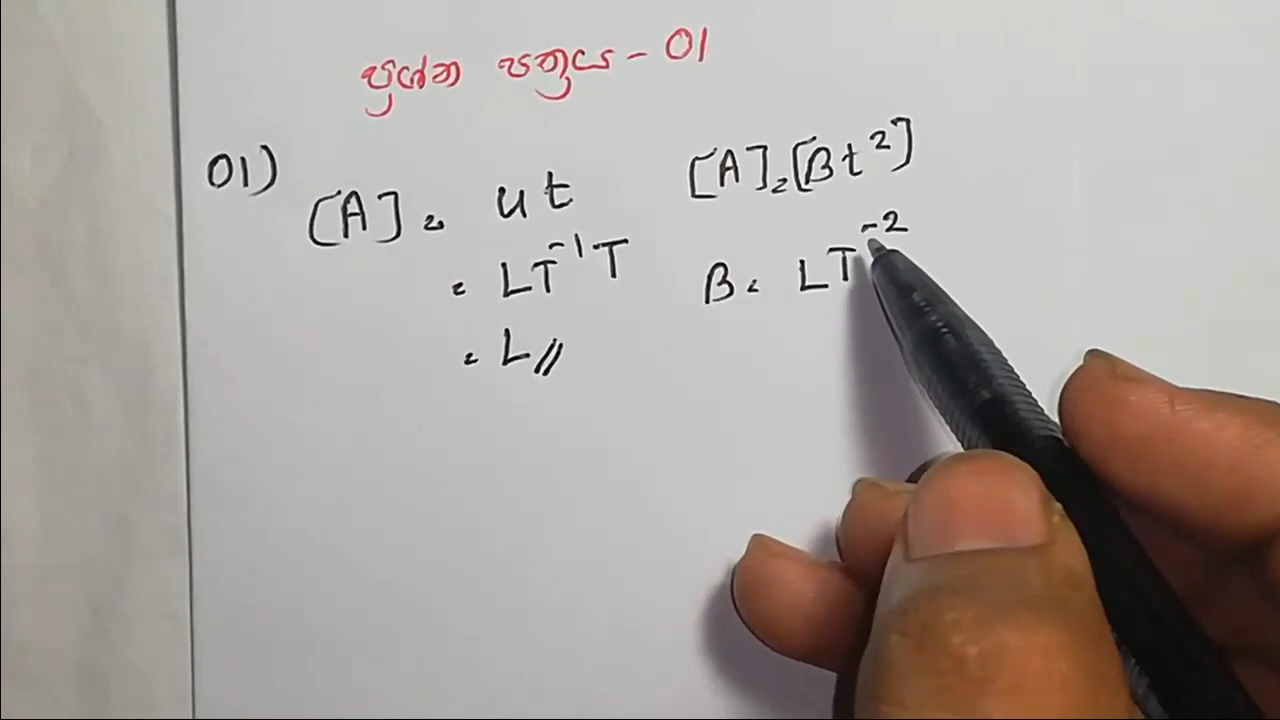 ප්‍රශ්න පත්‍රය - 01
01)
[A] = ut
= LT⁻¹T
= L//
[A] = [Bt²]
B = LT⁻²